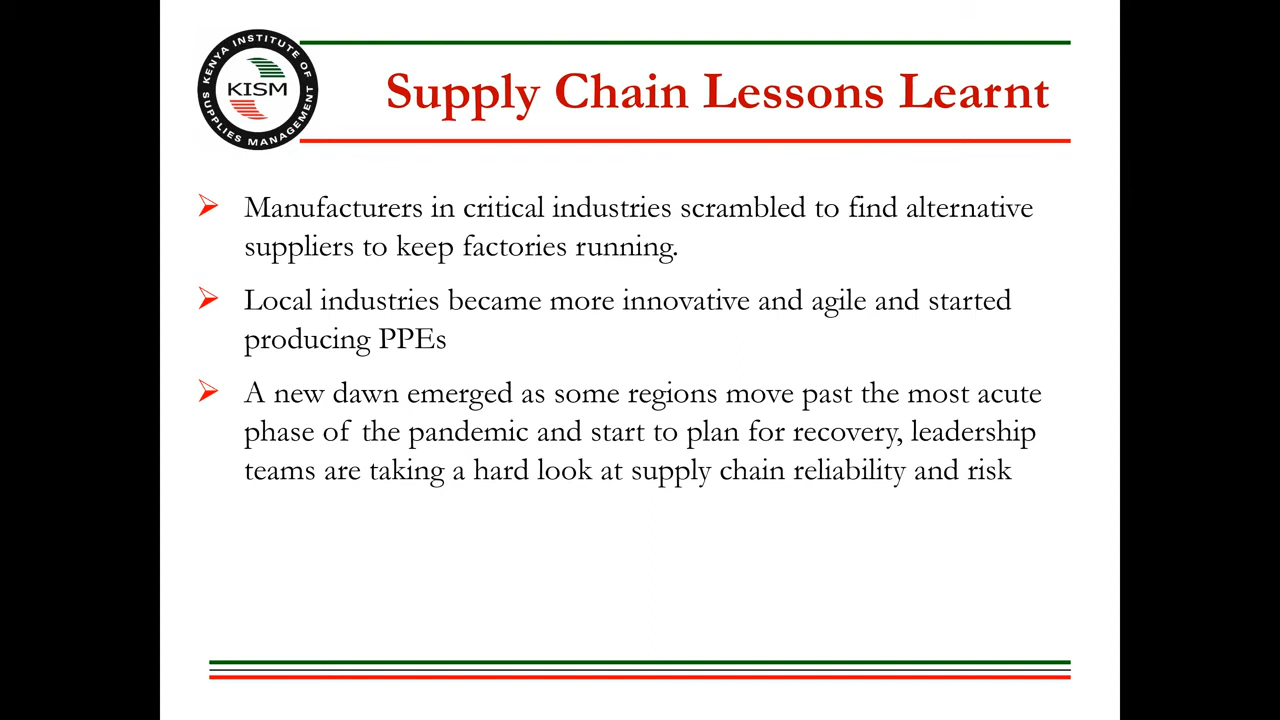 KENYA INSTITUTE OF
SUPPLIES MANAGEMENT
KISM
Supply Chain Lessons Learnt
Manufacturers in critical industries scrambled to find alternative
suppliers to keep factories running.
Local industries became more innovative and agile and started
producing PPEs
A new dawn emerged as some regions move past the most acute
phase of the pandemic and start to plan for recovery, leadership
teams are taking a hard look at supply chain reliability and risk